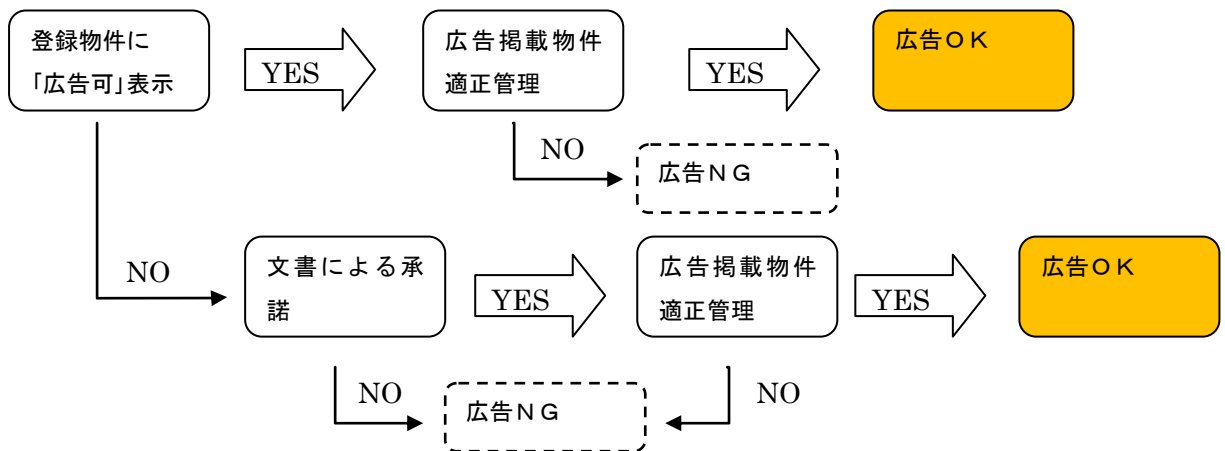 登録物件に
「広告可」表示
YES
広告掲載物件
適正管理
YES
広告OK
NO
広告NG
NO
文書による承
諾
YES
広告掲載物件
適正管理
YES
広告OK
NO
広告NG
NO